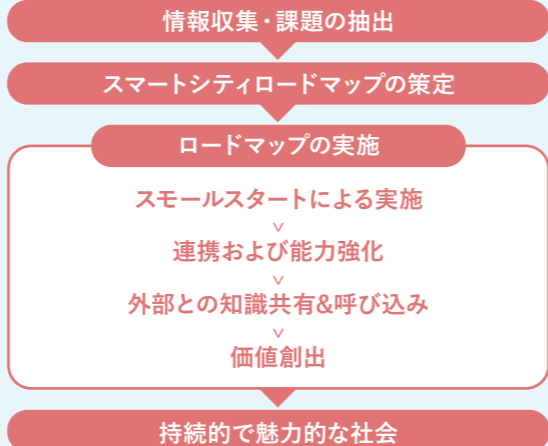 情報収集・課題の抽出
スマートシティロードマップの策定
ロードマップの実施
スモールスタートによる実施
連携および能力強化
外部との知識共有&呼び込み
価値創出
持続的で魅力的な社会